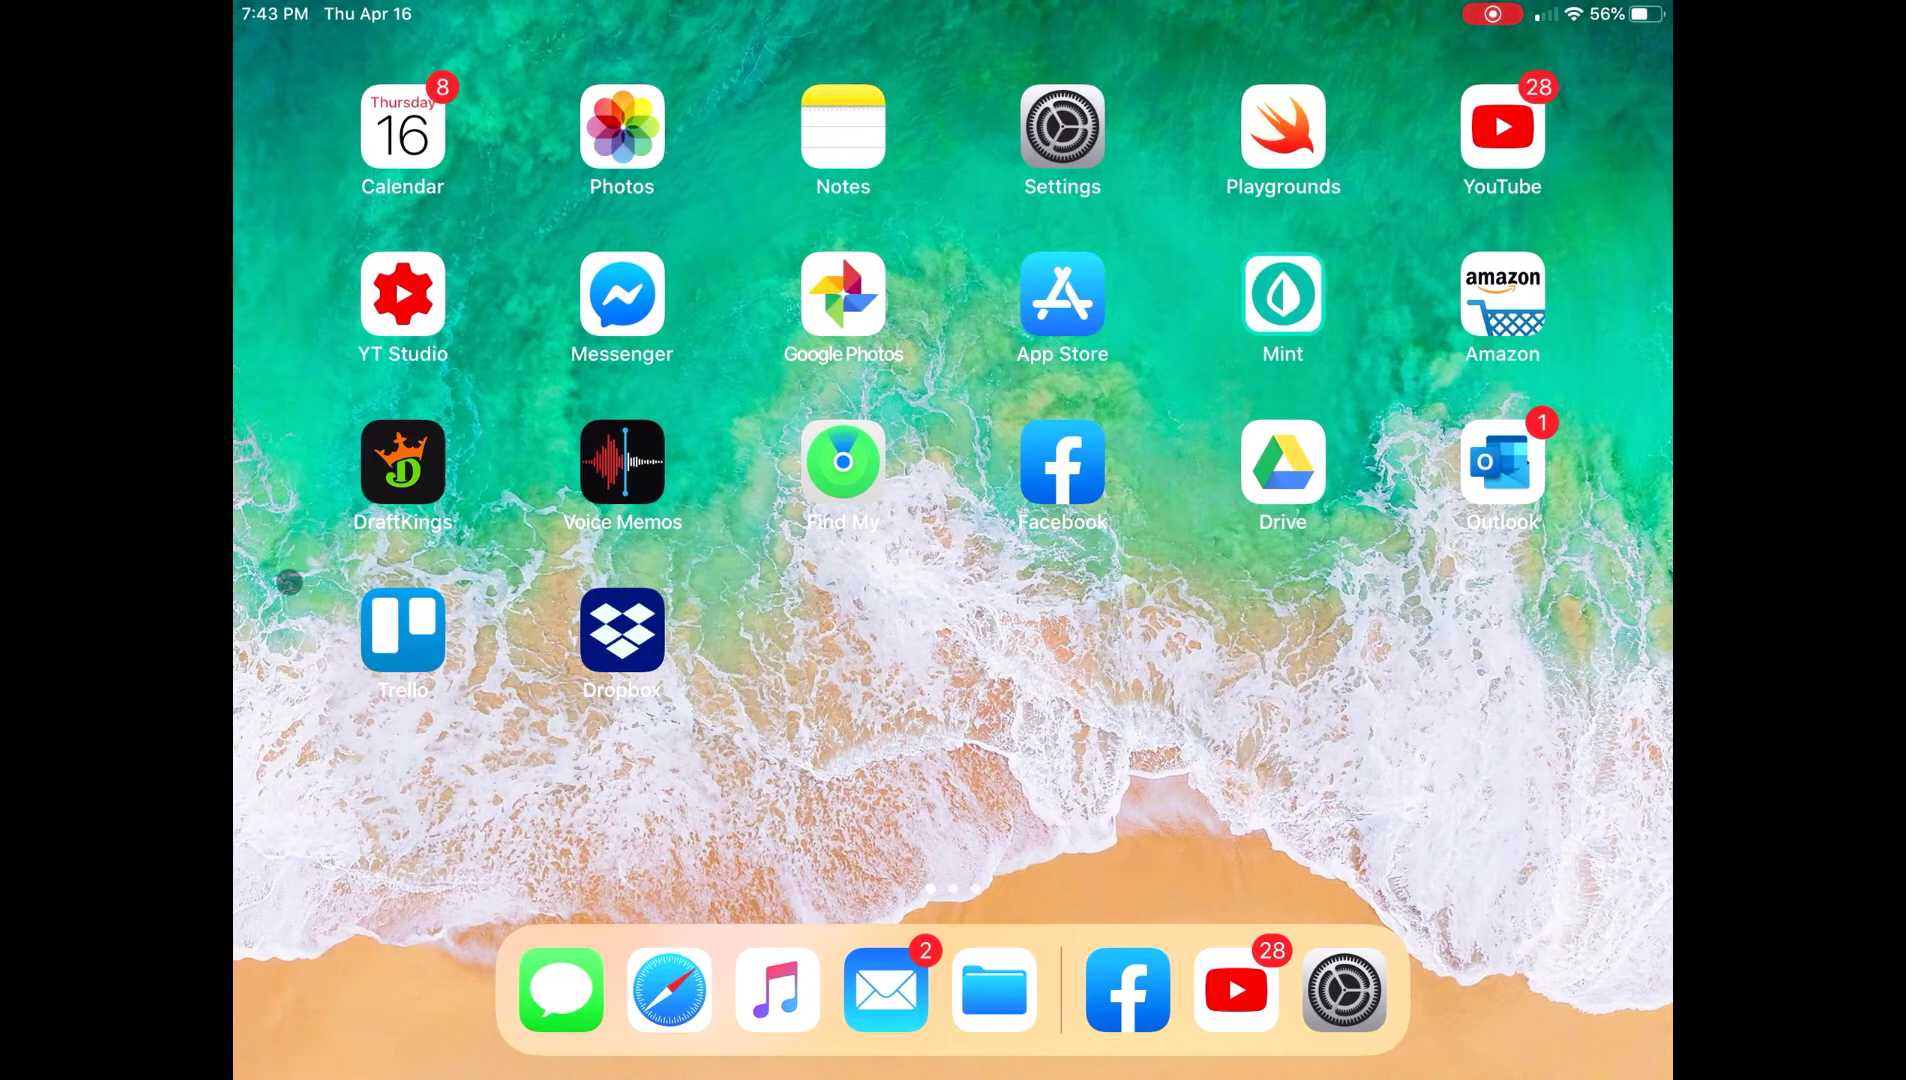 7:43 PM Thu Apr 16
56%
8
28
Thursday
16
Calendar
Photos
Notes
Settings
Playgrounds
YouTube
amazon
YT Studio
Messenger
Google Photos
App Store
Mint
Amazon
1
DraftKings
Voice Memos
Find My
Facebook
Drive
Outlook
Trello
Dropbox
2
28